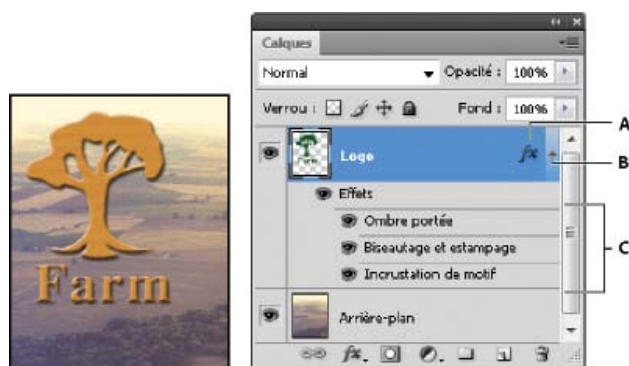 Calques
Normal Opacité : 100%
Verrou : Fond : 100%
A
Logo fx
B
Effets
Ombre portée
Biseautage et estampage
C
Incrustation de motif
Arrière-plan
fx
Farm